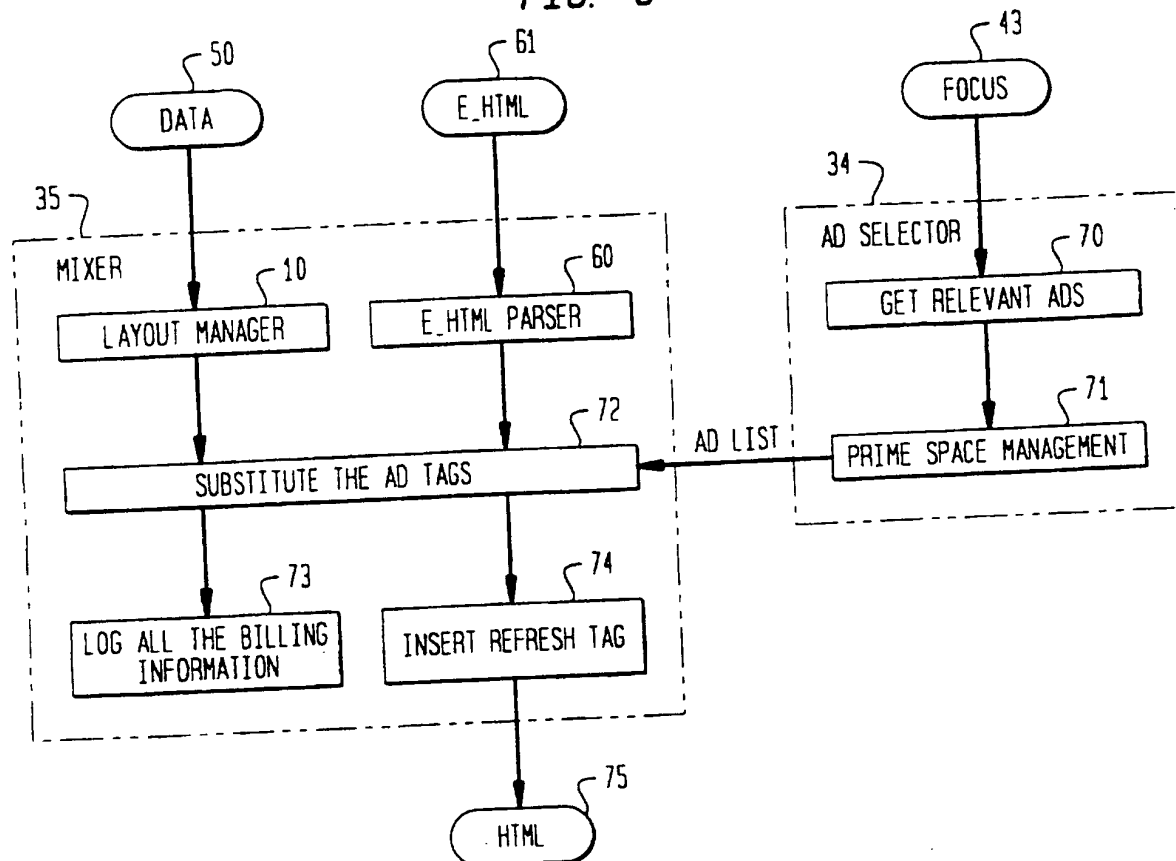 50
61
43
DATA
E_HTML
FOCUS
35
34
MIXER
10
60
AD SELECTOR
70
LAYOUT MANAGER
E_HTML PARSER
GET RELEVANT ADS
72
AD LIST
71
SUBSTITUTE THE AD TAGS
PRIME SPACE MANAGEMENT
73
74
LOG ALL THE BILLING
INFORMATION
INSERT REFRESH TAG
75
HTML